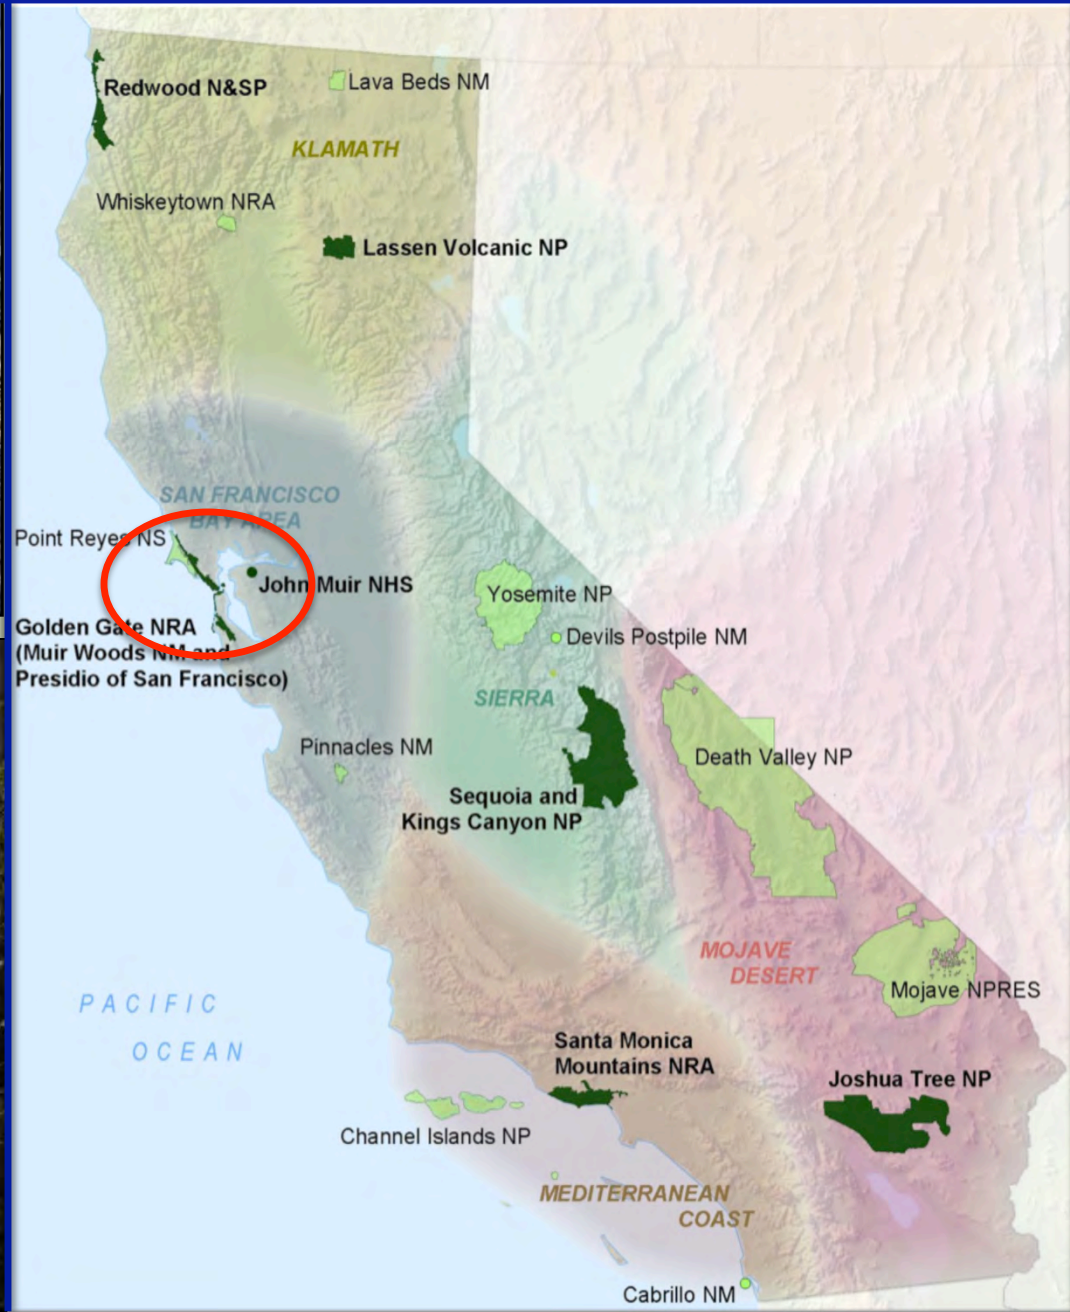 Redwood N&SP
Lava Beds NM
KLAMATH
Whiskeytown NRA
Lassen Volcanic NP
SAN FRANCISCO
BAY AREA
Point Reyes NS
John Muir NHS
Golden Gate NRA
(Muir Woods NM and
Presidio of San Francisco)
Yosemite NP
Devils Postpile NM
SIERRA
Pinnacles NM
Death Valley NP
Sequoia and
Kings Canyon NP
MOJAVE
DESERT
Mojave NPRES
PACIFIC
OCEAN
Santa Monica
Mountains NRA
Joshua Tree NP
Channel Islands NP
MEDITERRANEAN
COAST
Cabrillo NM